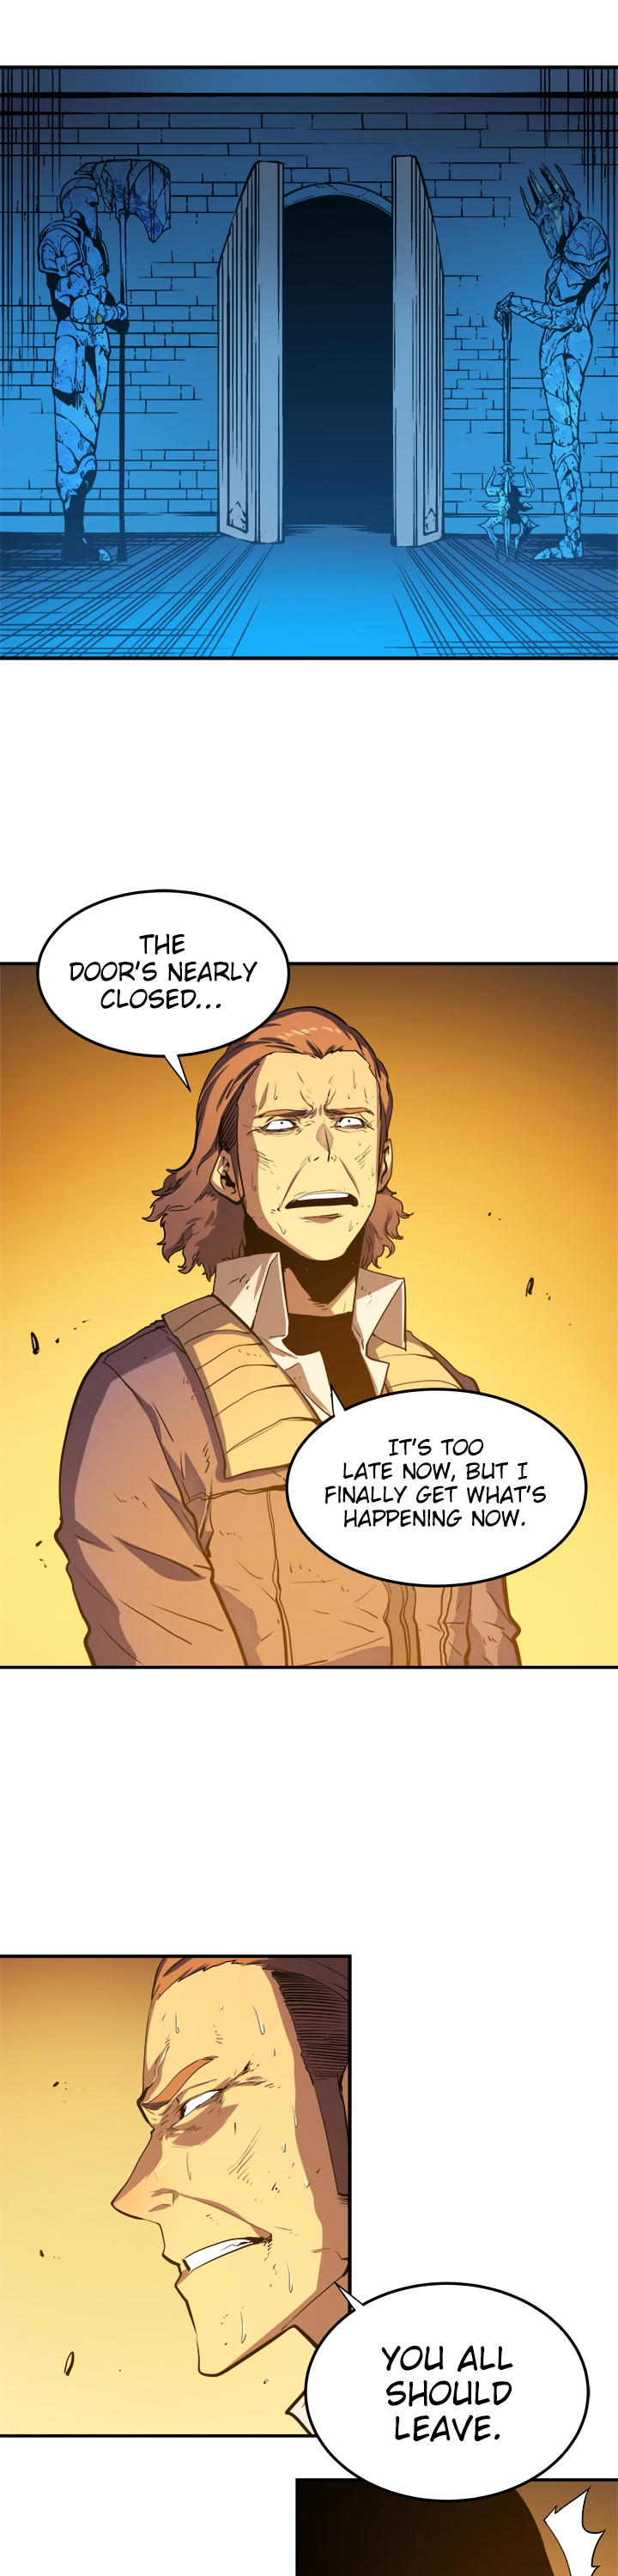 THE
DOOR'S NEARLY
CLOSED...
IT'S TOO
LATE NOW, BUT I
FINALLY GET WHAT'S
HAPPENING NOW.
YOU ALL
SHOULD
LEAVE.